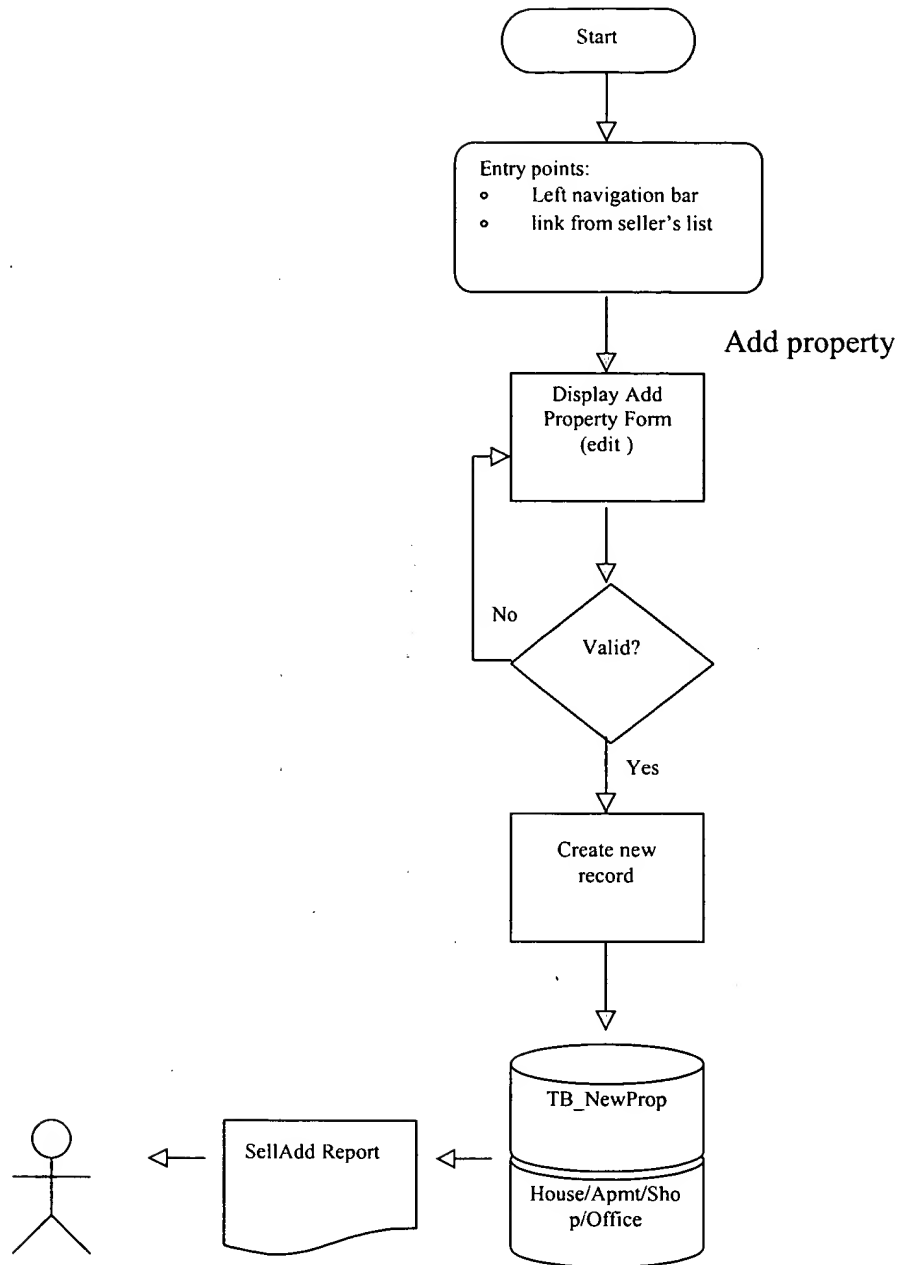 Start
Entry points:
Left navigation bar
link from seller's list
Add property
Display Add
Property Form
(edit )
No
Valid?
Yes
Create new
record
TB_NewProp
SellAdd Report
House/Apmt/Sho
p/Office